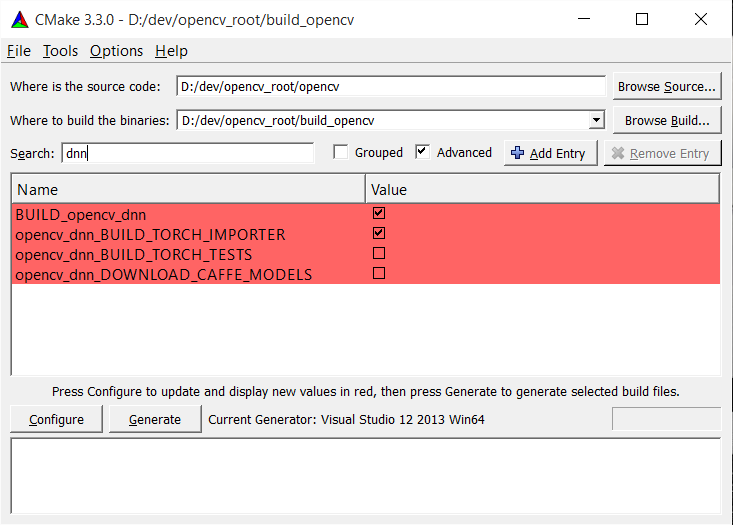 CMake 3.3.0 - D:/dev/opencv_root/build_opencv
File Tools Options Help
Where is the source code: D:/dev/opencv_root/opencv Browse Source...
Where to build the binaries: D:/dev/opencv_root/build_opencv Browse Build...
Search: dnn Grouped Advanced Add Entry Remove Entry
Name Value
BUILD_opencv_dnn
opencv_dnn_BUILD_TORCH_IMPORTER
opencv_dnn_BUILD_TORCH_TESTS
opencv_dnn_DOWNLOAD_CAFFE_MODELS
Press Configure to update and display new values in red, then press Generate to generate selected build files.
Configure Generate Current Generator: Visual Studio 12 2013 Win64